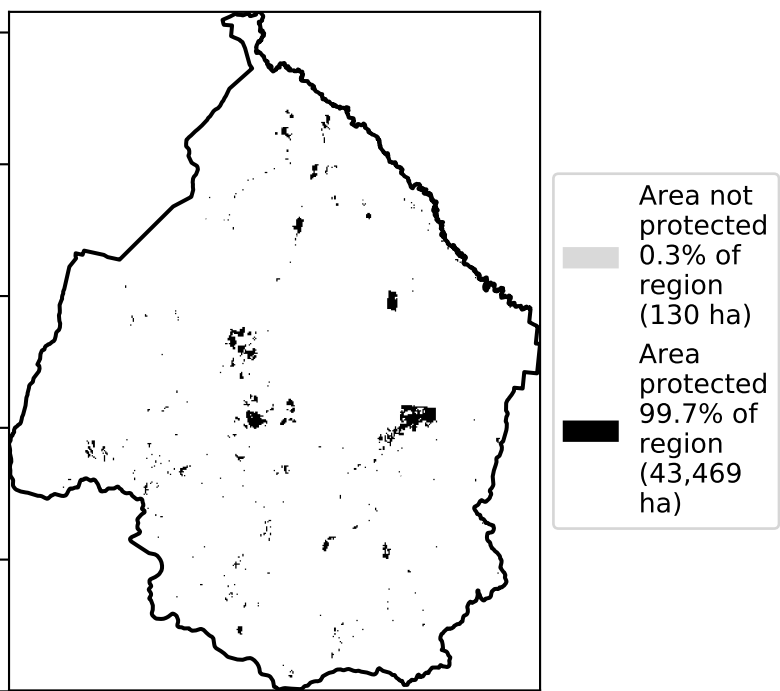 Area not
protected
0.3% of
region
(130 ha)
Area
protected
99.7% of
region
(43,469
ha)